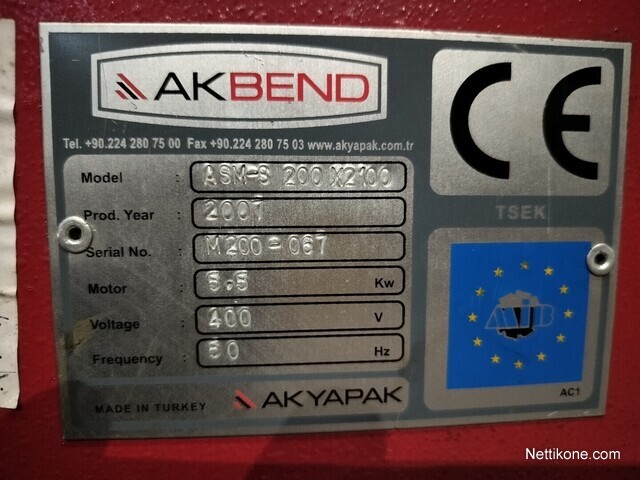 AKBEND
CE
Tel. +90.224 280 75 00 Fax +90.224 280 75 03 www.akyapak.com.tr
Model : ASM-S 200X2100
Prod. Year : 2007
Serial No. : M200-067
Motor : 5.5 Kw
Voltage : 400 V
Frequency : 50 Hz
TSEK
AIB
AC1
MADE IN TURKEY AKYAPAK
Nettikone.com